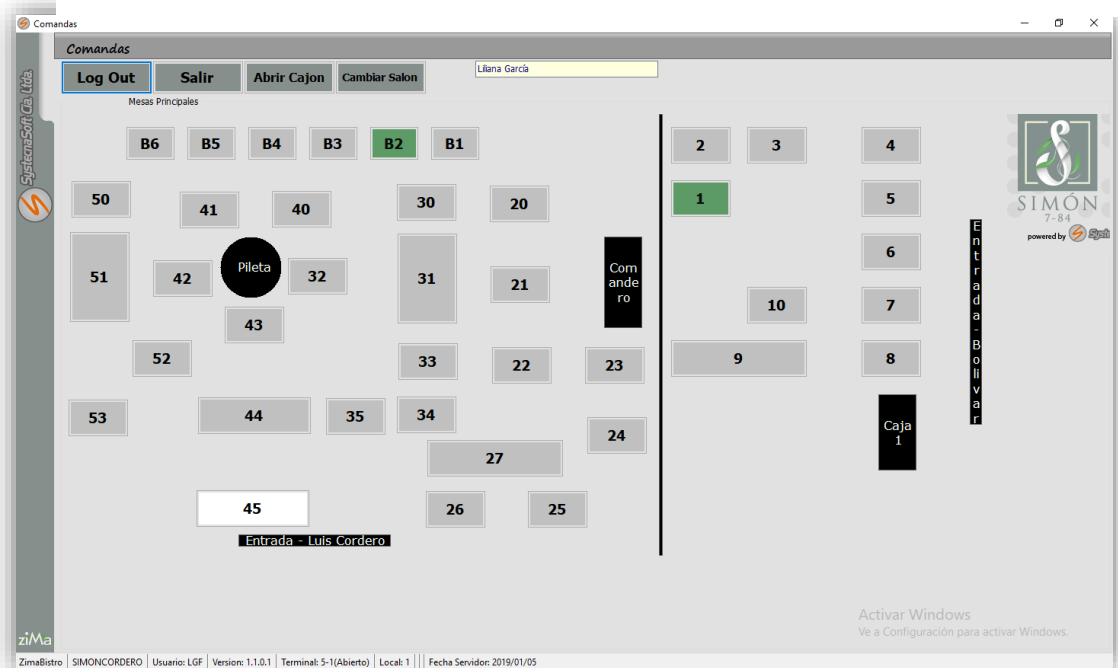 Comandas
Comandas
Log Out
Salir
Abrir Cajon
Cambiar Salon
Liliana García
Mesas Principales
B6
B5
B4
B3
B2
B1
2
3
4
50
41
40
30
20
1
5
51
42
Pileta
32
31
21
Com
ande
ro
6
10
7
43
52
33
22
23
9
8
53
44
35
34
24
27
45
26
25
Entrada - Luis Cordero
Caja
1
E
n
t
r
a
d
a
-
B
o
l
i
v
a
r
SIMÓN
7-84
powered by
SystecnaSoft Cia. Ltda.
ziMa
Activar Windows
Ve a Configuración para activar Windows.
ZimaBistro
SIMONCORDERO
Usuario: LGF
Version: 1.1.0.1
Terminal: 5-1(Abierto)
Local: 1
Fecha Servidor: 2019/01/05